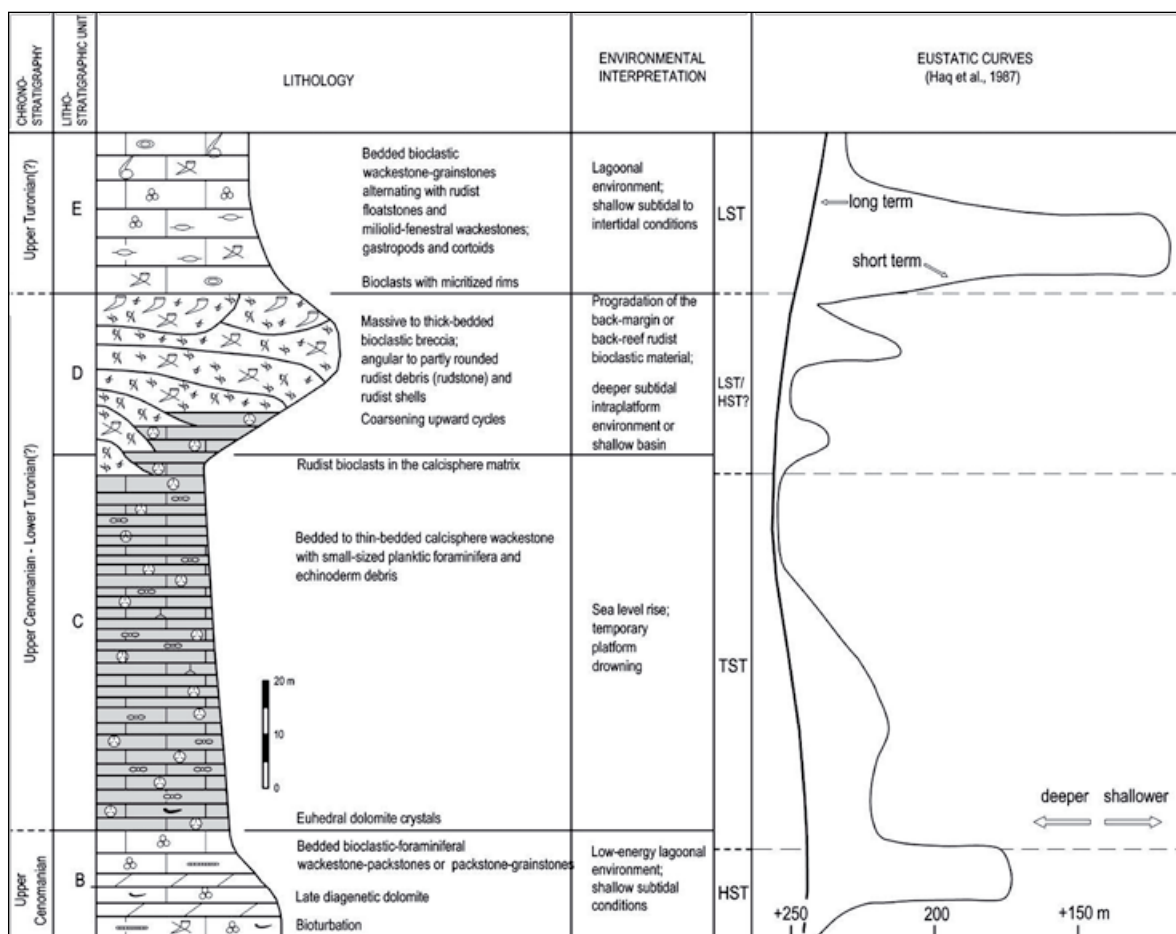 CHRONO-
STRATIGRAPHY
LITHO-
STRATIGRAPHIC UNIT
LITHOLOGY
ENVIRONMENTAL
INTERPRETATION
EUSTATIC CURVES
(Haq et al., 1987)
Upper Turonian(?)
E
Bedded bioclastic
wackestone-grainstones
alternating with rudist
floatstones and
miliolid-fenestral wackestones;
gastropods and cortoids
Bioclasts with micritized rims
Lagoonal
environment;
shallow subtidal to
intertidal conditions
LST
long term
short term
Upper Cenomanian - Lower Turonian(?)
D
Massive to thick-bedded
bioclastic breccia;
angular to partly rounded
rudist debris (rudstone) and
rudist shells
Coarsening upward cycles
Progradation of the
back-margin or
back-reef rudist
bioclastic material;
deeper subtidal
intraplatform
environment or
shallow basin
LST/
HST?
Rudist bioclasts in the calcisphere matrix
C
Bedded to thin-bedded calcisphere wackestone
with small-sized planktic foraminifera and
echinoderm debris
20 m
10
0
Euhedral dolomite crystals
Sea level rise;
temporary
platform
drowning
TST
deeper shallower
Upper
Cenomanian
B
Bedded bioclastic-foraminiferal
wackestone-packstones or packstone-grainstones
Late diagenetic dolomite
Bioturbation
Low-energy lagoonal
environment;
shallow subtidal
conditions
HST
+250 200 +150 m